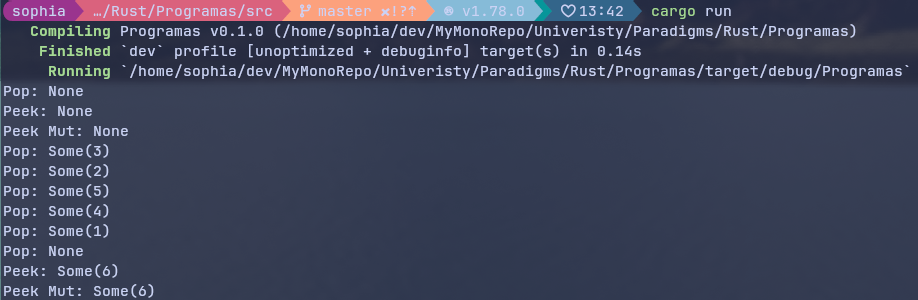 sophia …/Rust/Programas/src master ×!?↑ ® v1.78.0 ♡ 13:42 cargo run
Compiling Programas v0.1.0 (/home/sophia/dev/MyMonoRepo/Univeristy/Paradigms/Rust/Programas)
Finished `dev` profile [unoptimized + debuginfo] target(s) in 0.14s
Running `/home/sophia/dev/MyMonoRepo/Univeristy/Paradigms/Rust/Programas/target/debug/Programas`
Pop: None
Peek: None
Peek Mut: None
Pop: Some(3)
Pop: Some(2)
Pop: Some(5)
Pop: Some(4)
Pop: Some(1)
Pop: None
Peek: Some(6)
Peek Mut: Some(6)